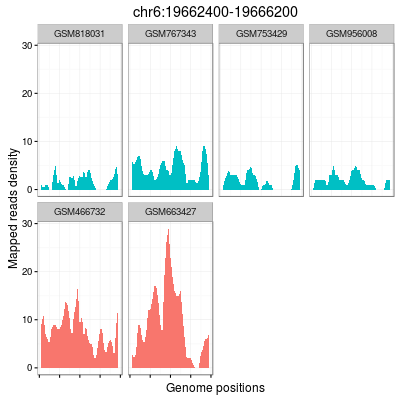 chr6:19662400-19666200
GSM818031 GSM767343 GSM753429 GSM956008
30
20
10
0
GSM466732 GSM663427
30
20
10
0
Mapped reads density
Genome positions